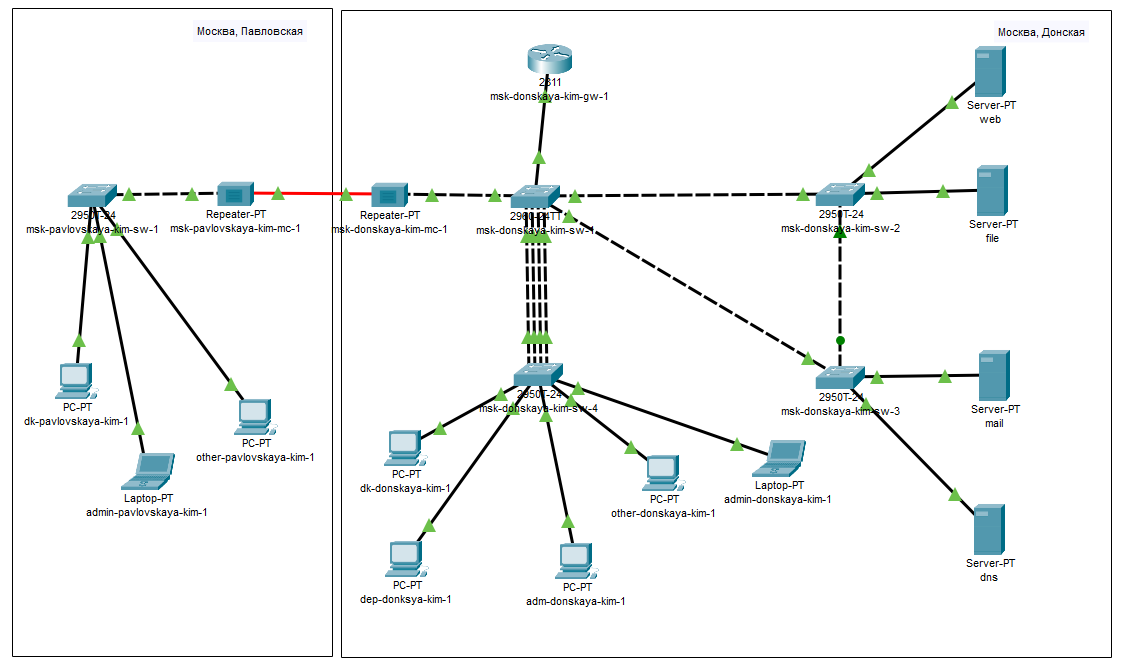 Москва, Павловская
Москва, Донская
2811
msk-donskaya-kim-gw-1
Server-PT
web
2950T-24
msk-pavlovskaya-kim-sw-1
Repeater-PT
msk-pavlovskaya-kim-mc-1
Repeater-PT
msk-donskaya-kim-mc-1
2960-24TT
msk-donskaya-kim-sw-1
2950T-24
msk-donskaya-kim-sw-2
Server-PT
file
PC-PT
dk-pavlovskaya-kim-1
PC-PT
other-pavlovskaya-kim-1
Laptop-PT
admin-pavlovskaya-kim-1
2950T-24
msk-donskaya-kim-sw-4
2950T-24
msk-donskaya-kim-sw-3
Server-PT
mail
PC-PT
dk-donskaya-kim-1
PC-PT
other-donskaya-kim-1
Laptop-PT
admin-donskaya-kim-1
PC-PT
dep-donksya-kim-1
PC-PT
adm-donskaya-kim-1
Server-PT
dns